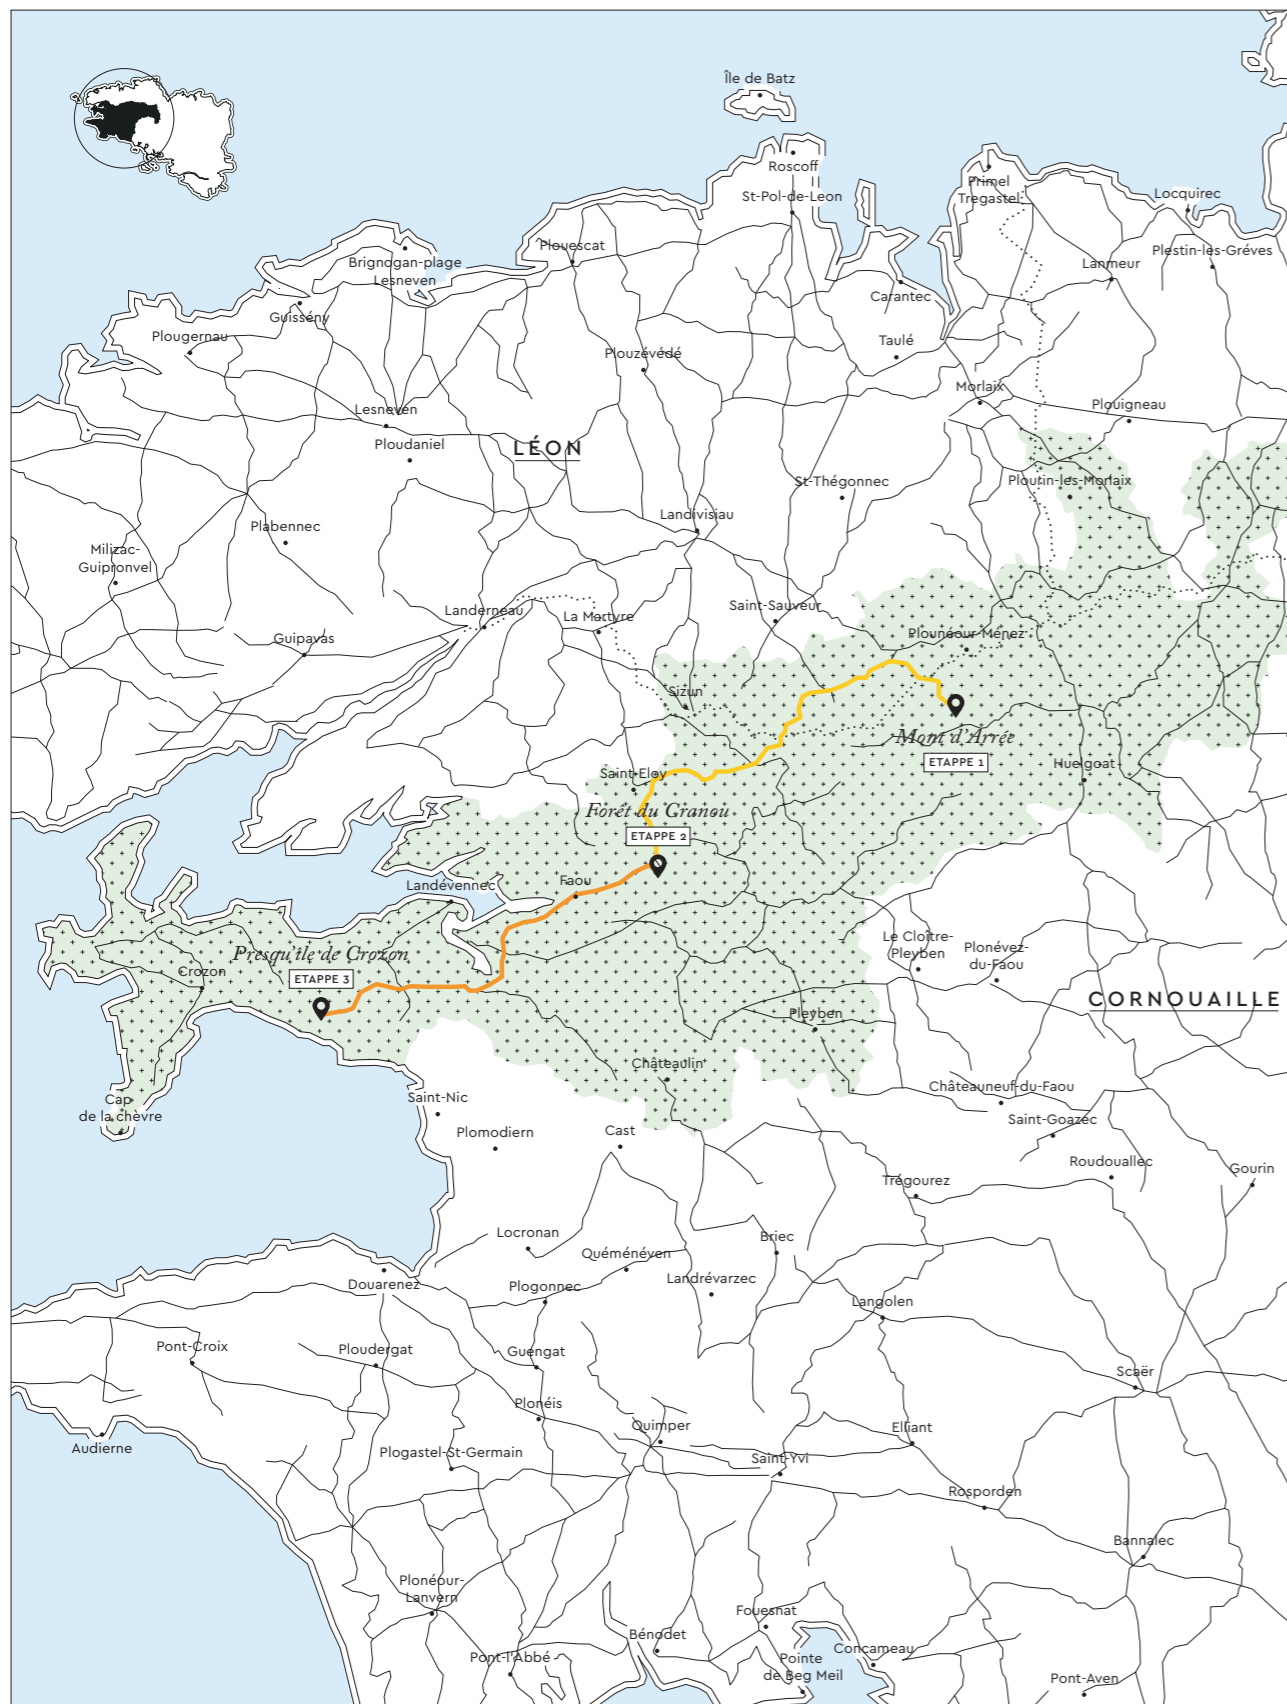 Île de Batz
Roscoff
St-Pol-de-Leon
Primel
Tregastel
Locquirec
Plestin-les-Gréves
Lanmeur
Plouescat
Brignogan-plage
Lesneven
Carantec
Guissény
Plougernau
Taulé
Plouzévédé
Morlaix
Plouigneau
Lesneven
Ploudaniel
LÉON
St-Thégonnec
Plourin-les-Morlaix
Landivisiau
Plabennec
Milizac-
Guipronvel
Landerneau
La Martyre
Saint-Sauveur
Guipavas
Plounéour-Ménez
Sizun
Mont d'Arrée
ETAPPE 1
Huelgoat
Saint-Eloy
Forêt du Granou
ETAPPE 2
Landévennec
Faou
Presqu'île de Crozon
Crozon
ETAPPE 3
Le Cloître-
Pleyben
Plonévez-
du-Faou
CORNOUAILLE
Pleyben
Châteaulin
Cap
de la chèvre
Saint-Nic
Châteauneuf-du-Faou
Saint-Goazec
Plomodiern
Cast
Roudouallec
Gourin
Trégourez
Locronan
Briec
Quéménéven
Douarenez
Plogonnec
Landrévarzec
Langolen
Pont-Croix
Ploudergat
Guengat
Scaër
Plonéis
Quimper
Elliant
Audierne
Plogastel-St-Germain
Saint-Yvi
Rosporden
Bannalec
Plonéour-
Lanvern
Fouesnat
Bénodet
Pont-l'Abbé
Pointe
de Beg Meil
Concarneau
Pont-Aven